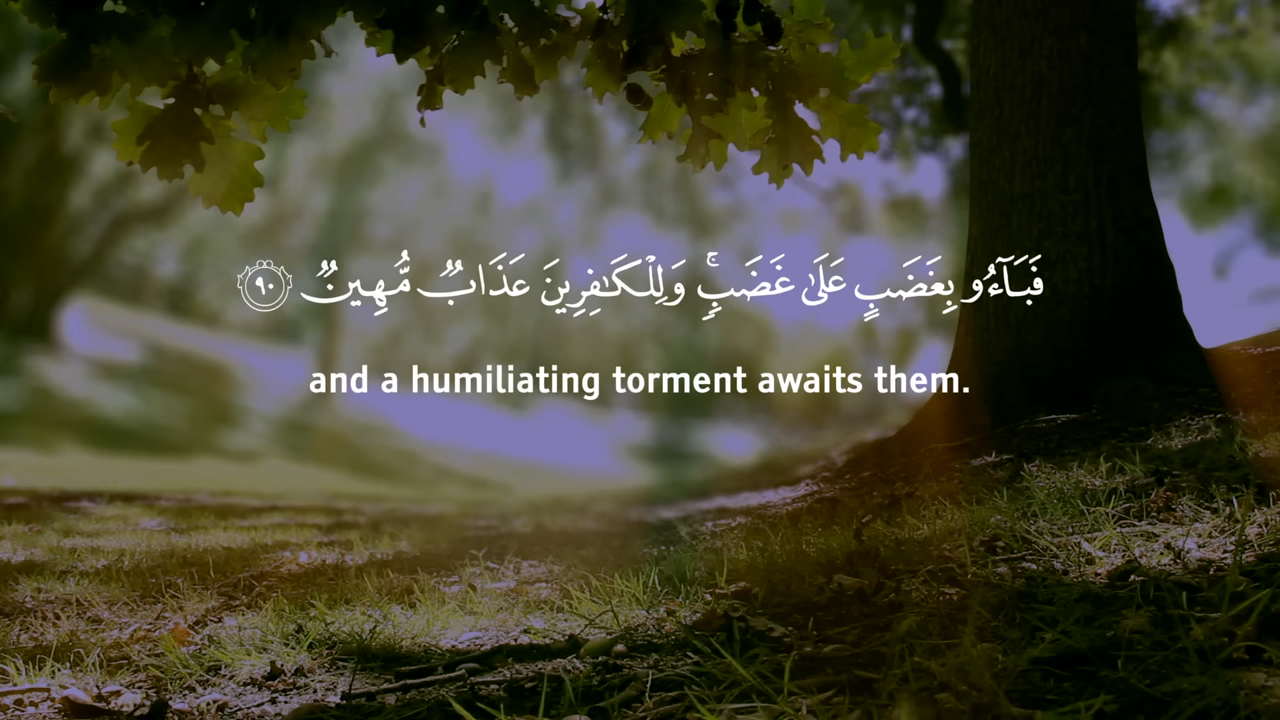 فَبَآءُو بِغَضَبٍ عَلَىٰ غَضَبٍۚ وَلِلْكَـٰفِرِينَ عَذَابٌ مُّهِينٌ ٩٠
and a humiliating torment awaits them.